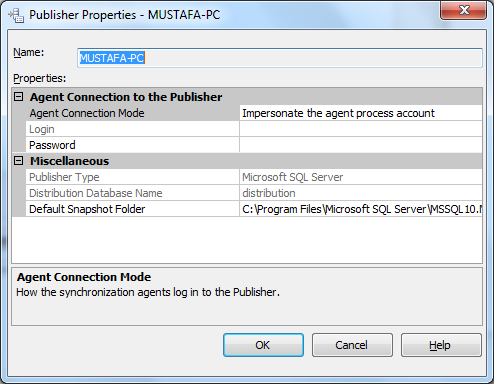 Publisher Properties - MUSTAFA-PC
Name: MUSTAFA-PC
Properties:
Agent Connection to the Publisher
Agent Connection Mode Impersonate the agent process account
Login
Password
Miscellaneous
Publisher Type Microsoft SQL Server
Distribution Database Name distribution
Default Snapshot Folder C:\Program Files\Microsoft SQL Server\MSSQL10.
Agent Connection Mode
How the synchronization agents log in to the Publisher.
OK Cancel Help